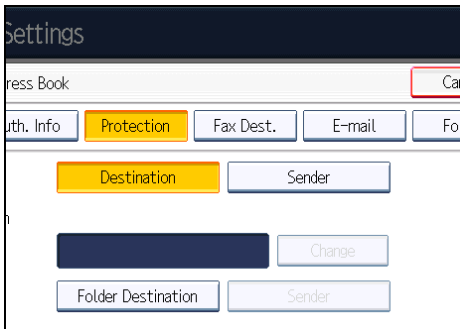 Settings
ress Book Ca
uth. Info Protection Fax Dest. E-mail Fo
Destination Sender
n
Change
Folder Destination Sender